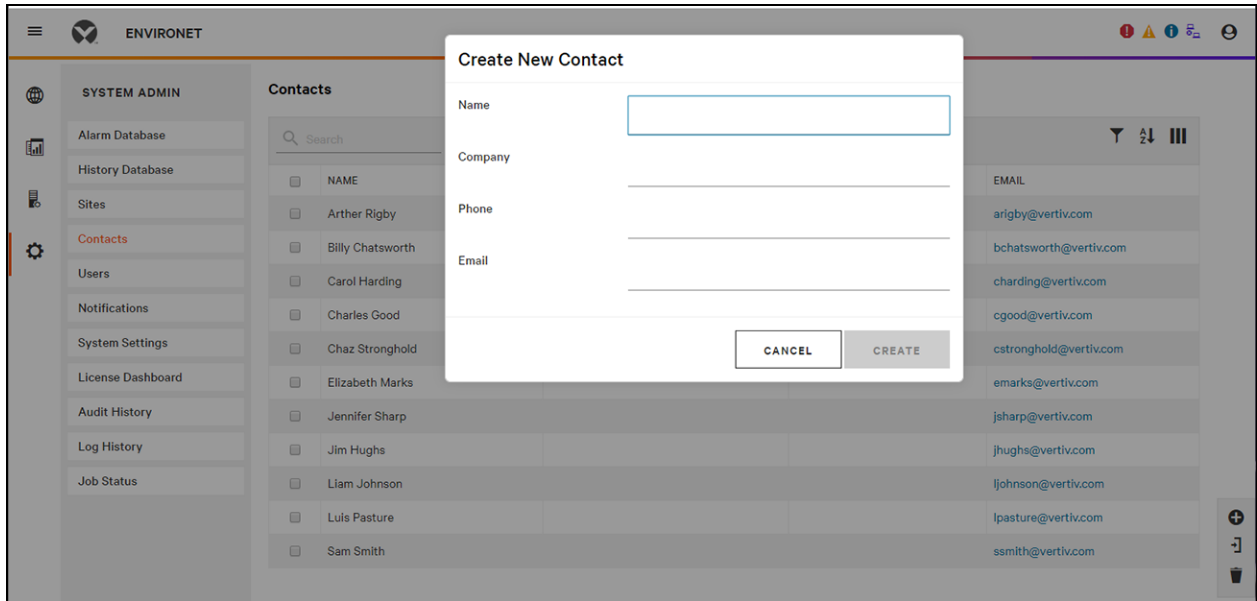 ENVIRONET
SYSTEM ADMIN
Alarm Database
History Database
Sites
Contacts
Users
Notifications
System Settings
License Dashboard
Audit History
Log History
Job Status
Contacts
Search
NAME EMAIL
Arther Rigby arigby@vertiv.com
Billy Chatsworth bchatsworth@vertiv.com
Carol Harding charding@vertiv.com
Charles Good cgood@vertiv.com
Chaz Stronghold cstronghold@vertiv.com
Elizabeth Marks emarks@vertiv.com
Jennifer Sharp jsharp@vertiv.com
Jim Hughs jhughs@vertiv.com
Liam Johnson ljohnson@vertiv.com
Luis Pasture lpasture@vertiv.com
Sam Smith ssmith@vertiv.com
Create New Contact
Name
Company
Phone
Email
CANCEL CREATE